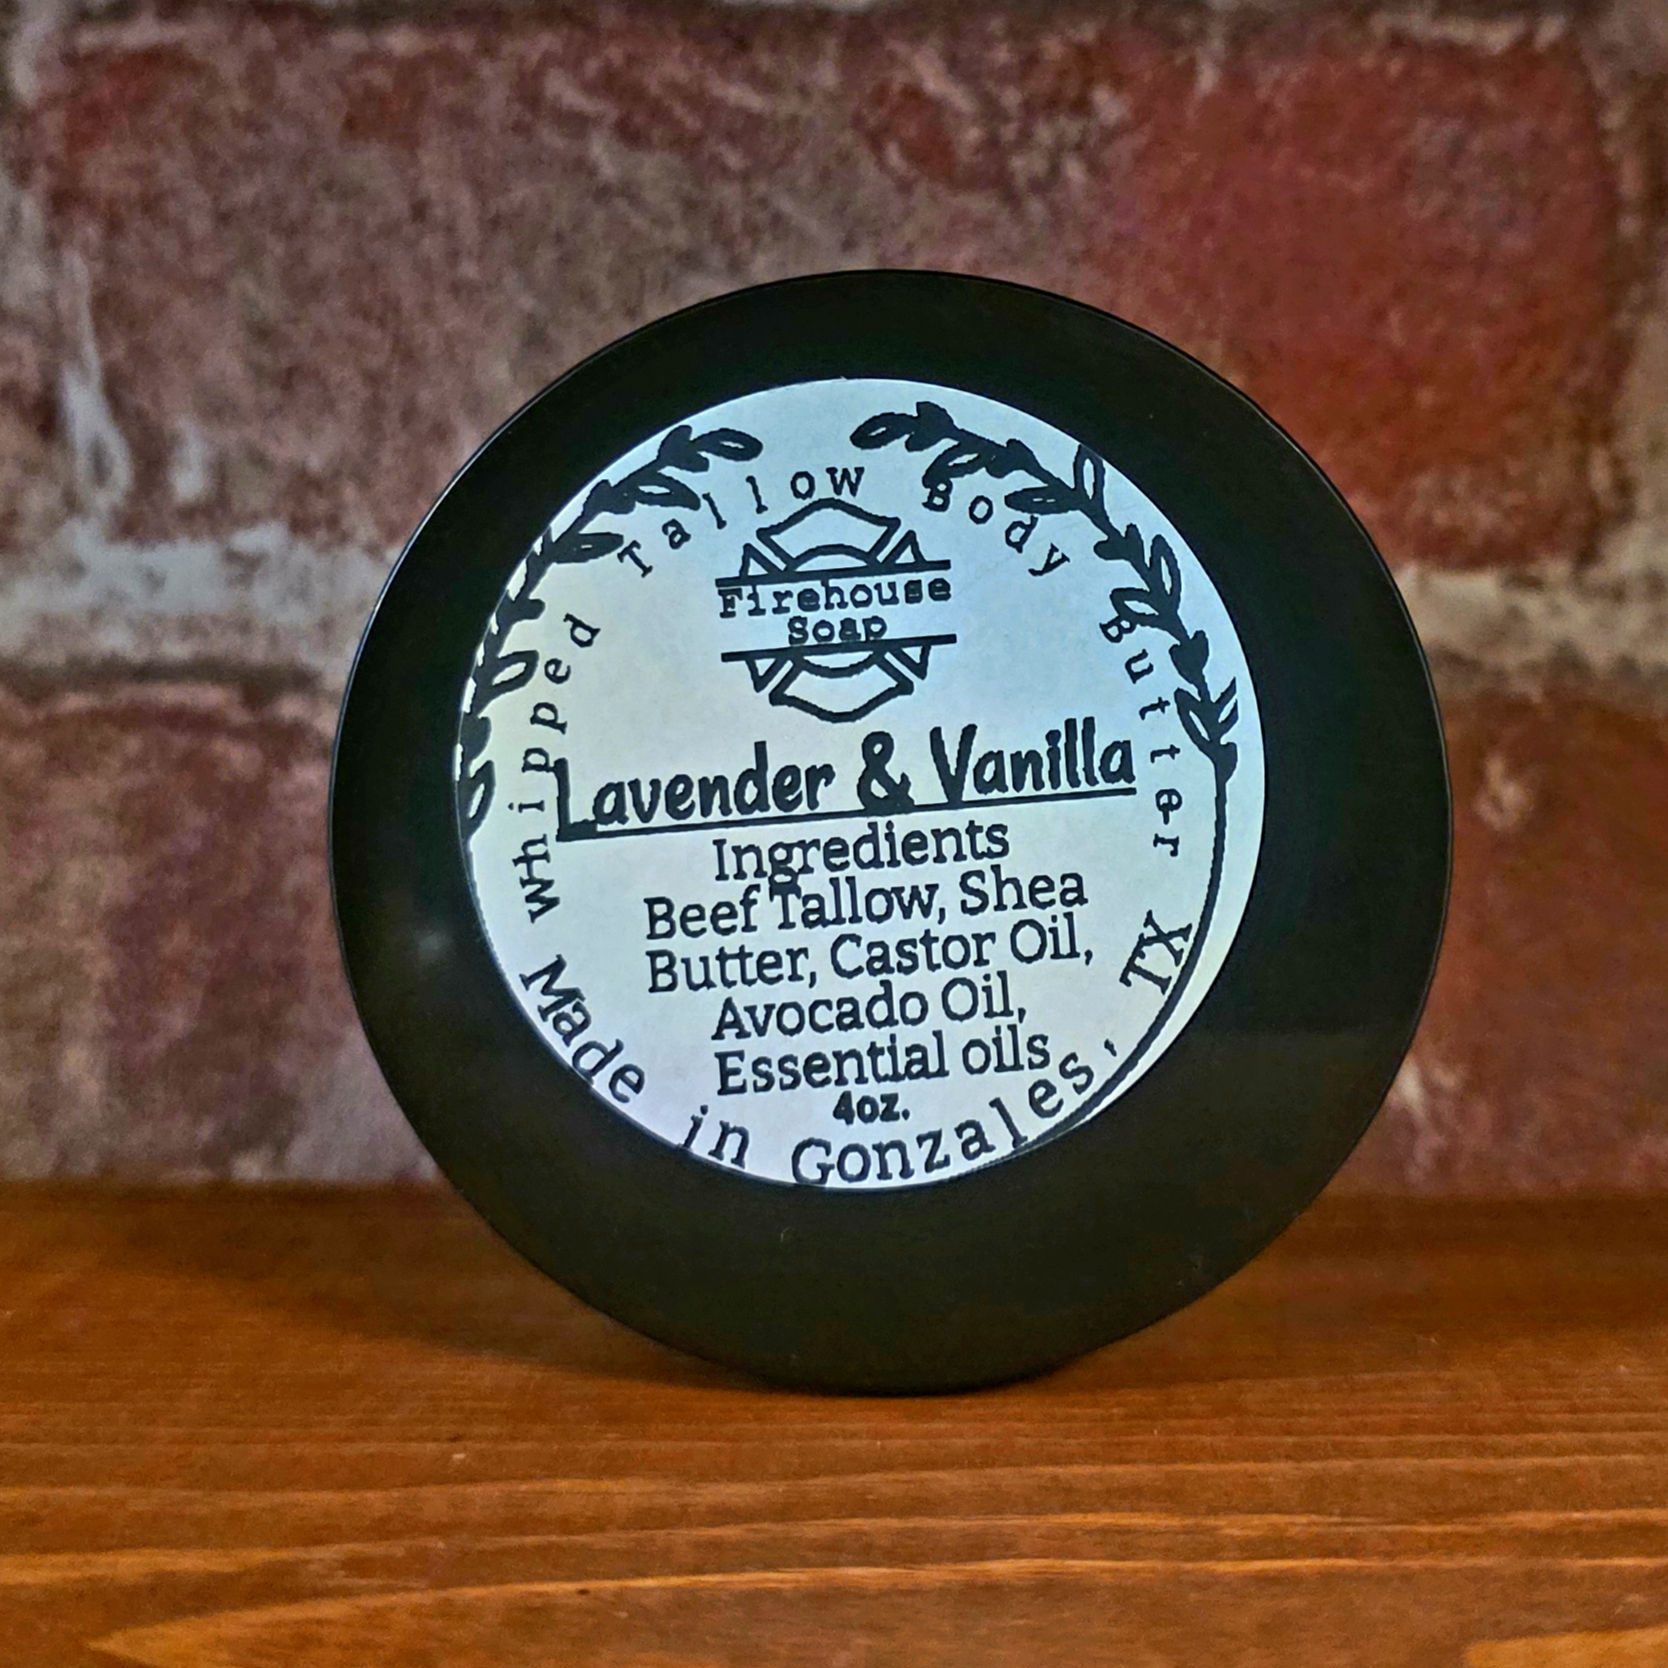 whipped Tallow Body Butter
Firehouse
Soap
Lavender & Vanilla
Ingredients
Beef Tallow, Shea
Butter, Castor Oil,
Avocado Oil,
Essential oils
4oz.
Made in Gonzales, TX